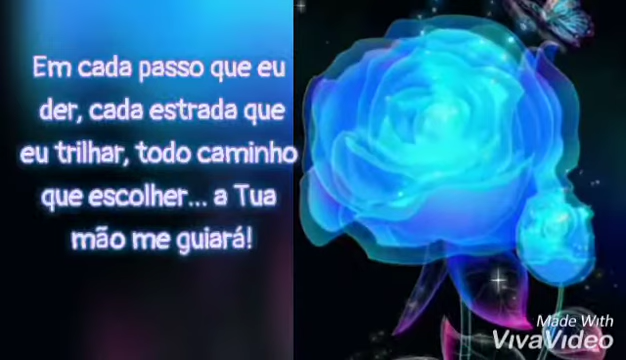 Em cada passo que eu
der, cada estrada que
eu trilhar, todo caminho
que escolher... a Tua
mão me guiará!
Made With
VivaVideo